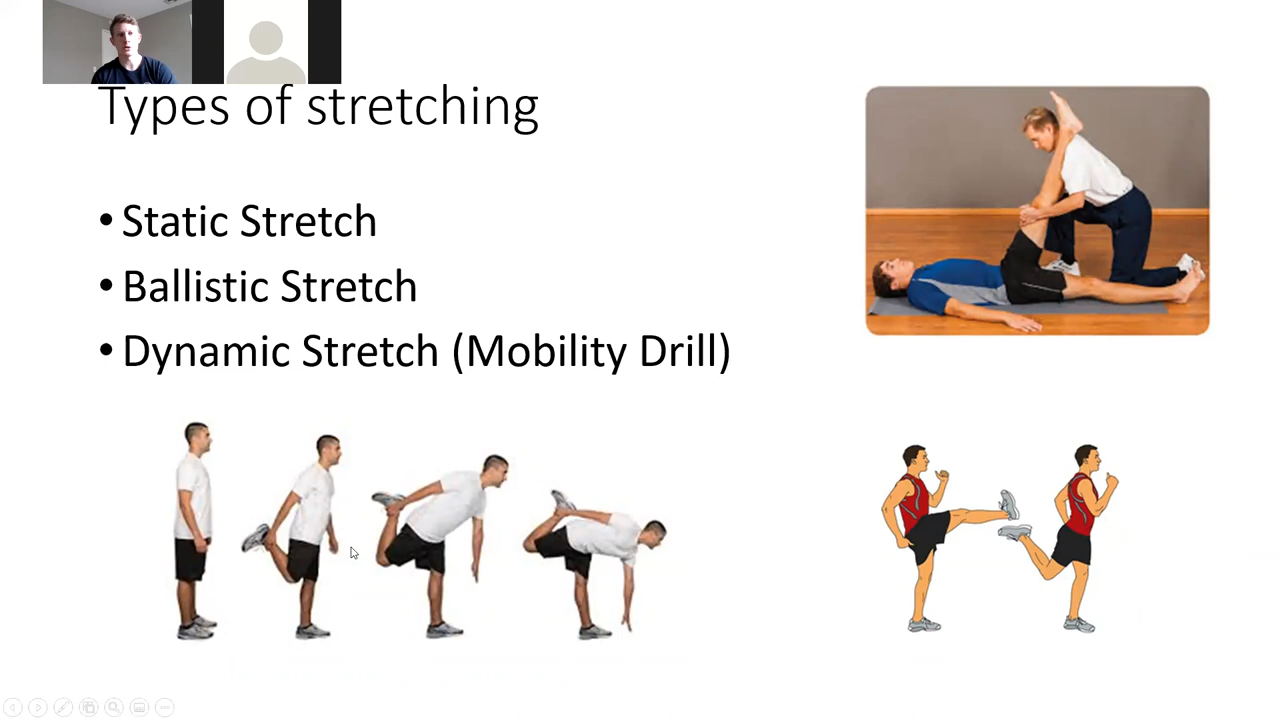 Types of stretching
• Static Stretch
• Ballistic Stretch
• Dynamic Stretch (Mobility Drill)